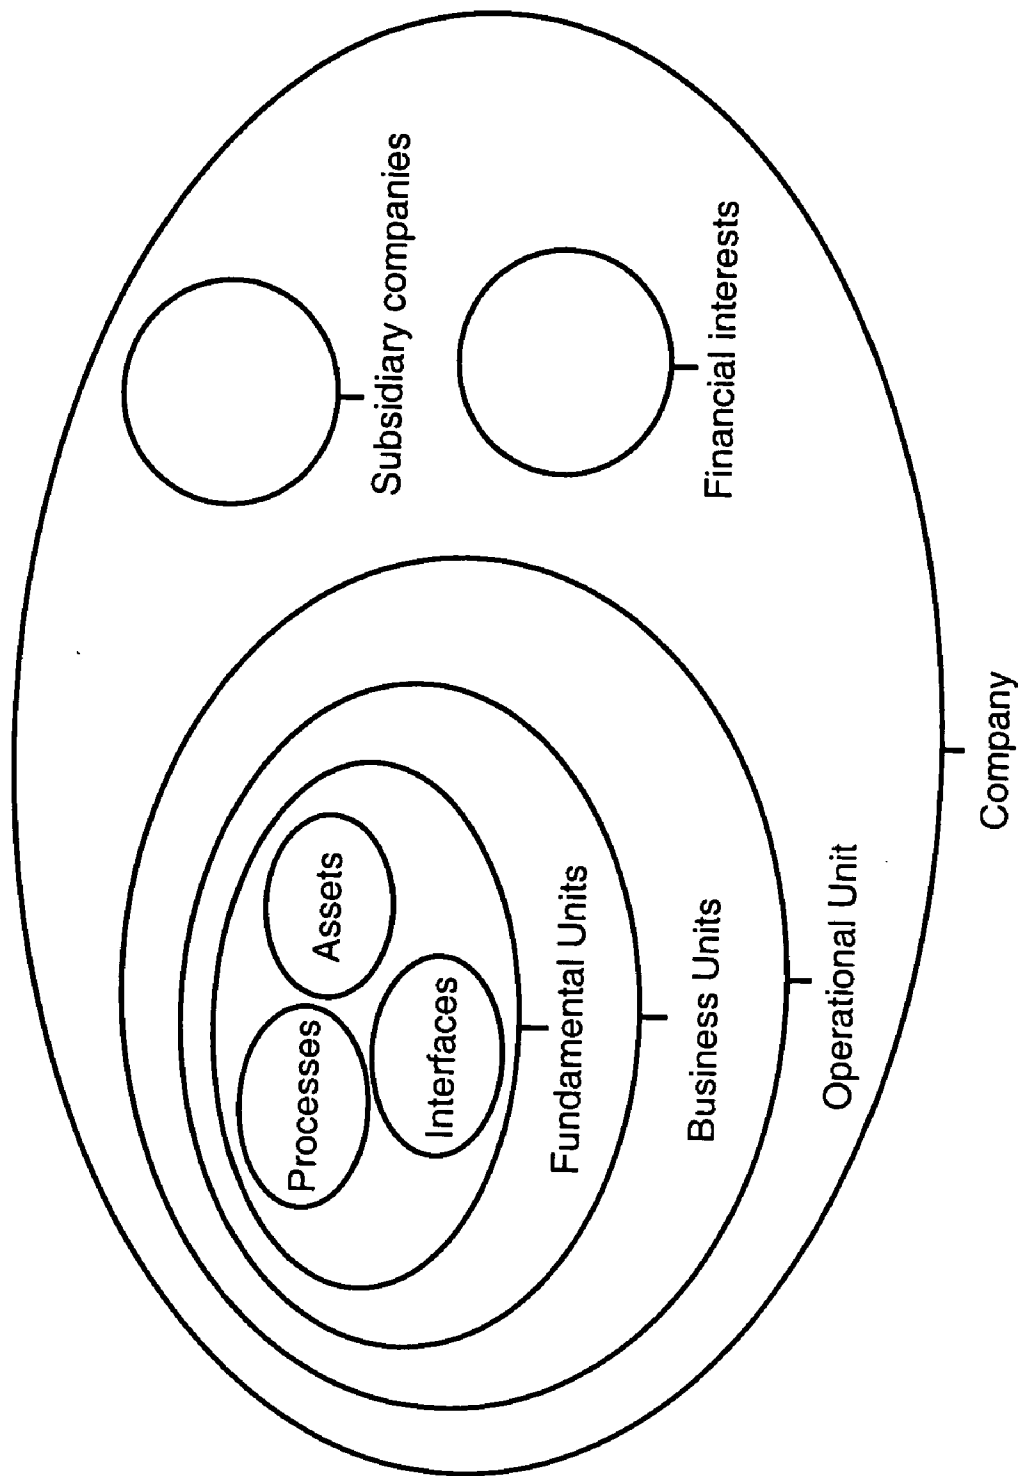 Processes
Assets
Interfaces
Fundamental Units
Business Units
Operational Unit
Subsidiary companies
Financial interests
Company